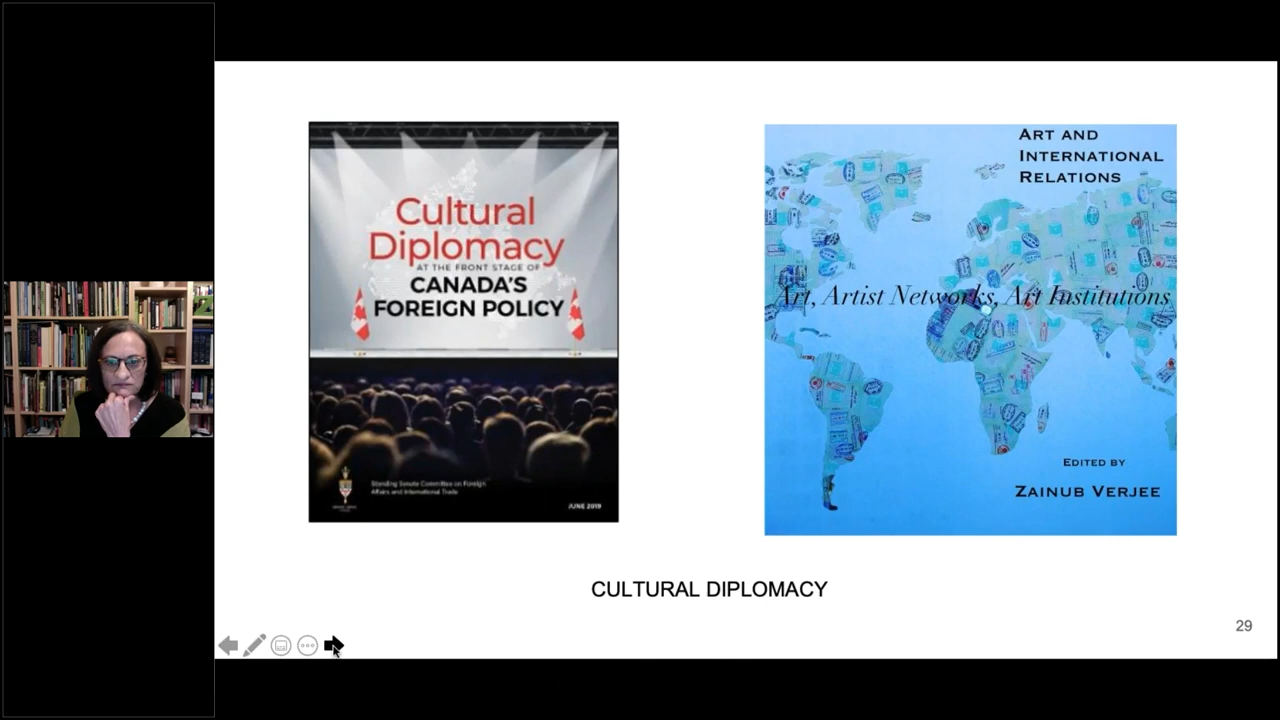 Cultural
Diplomacy
AT THE FRONT STAGE OF
CANADA'S
FOREIGN POLICY
Standing Senate Committee on Foreign
Affairs and International Trade
JUNE 2019
ART AND
INTERNATIONAL
RELATIONS
Art, Artist Networks, Art Institutions
EDITED BY
ZAINUB VERJEE
CULTURAL DIPLOMACY
29